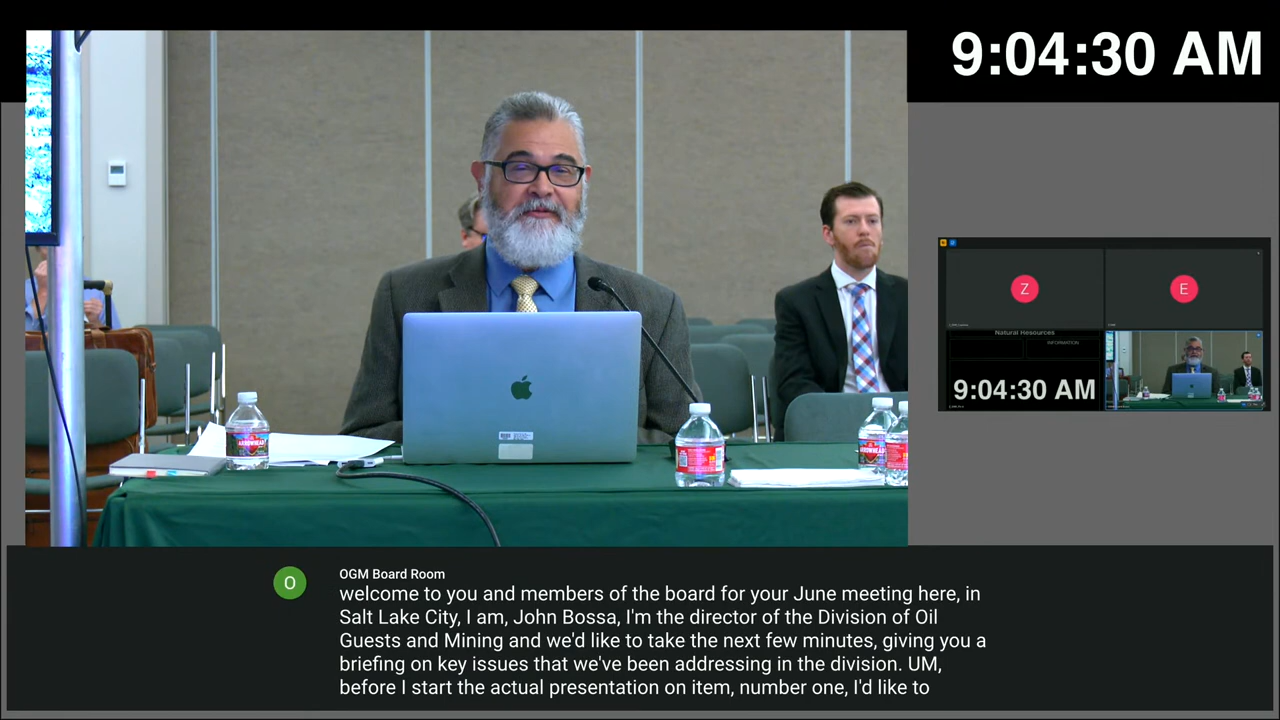 9:04:30 AM
Z
E
Natural Resources
INFORMATION
9:04:30 AM
ARROWHEAD
O
OGM Board Room
welcome to you and members of the board for your June meeting here, in
Salt Lake City, I am, John Bossa, I'm the director of the Division of Oil
Guests and Mining and we'd like to take the next few minutes, giving you a
briefing on key issues that we've been addressing in the division. UM,
before I start the actual presentation on item, number one, I'd like to